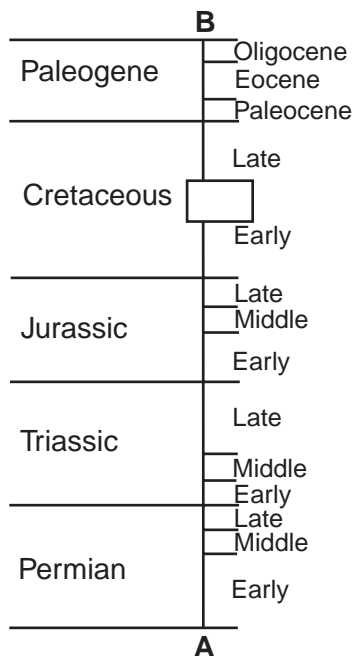 B
Oligocene
Paleogene
Eocene
Paleocene
Late
Cretaceous
Early
Late
Middle
Jurassic
Early
Late
Triassic
Middle
Early
Late
Middle
Permian
Early
A